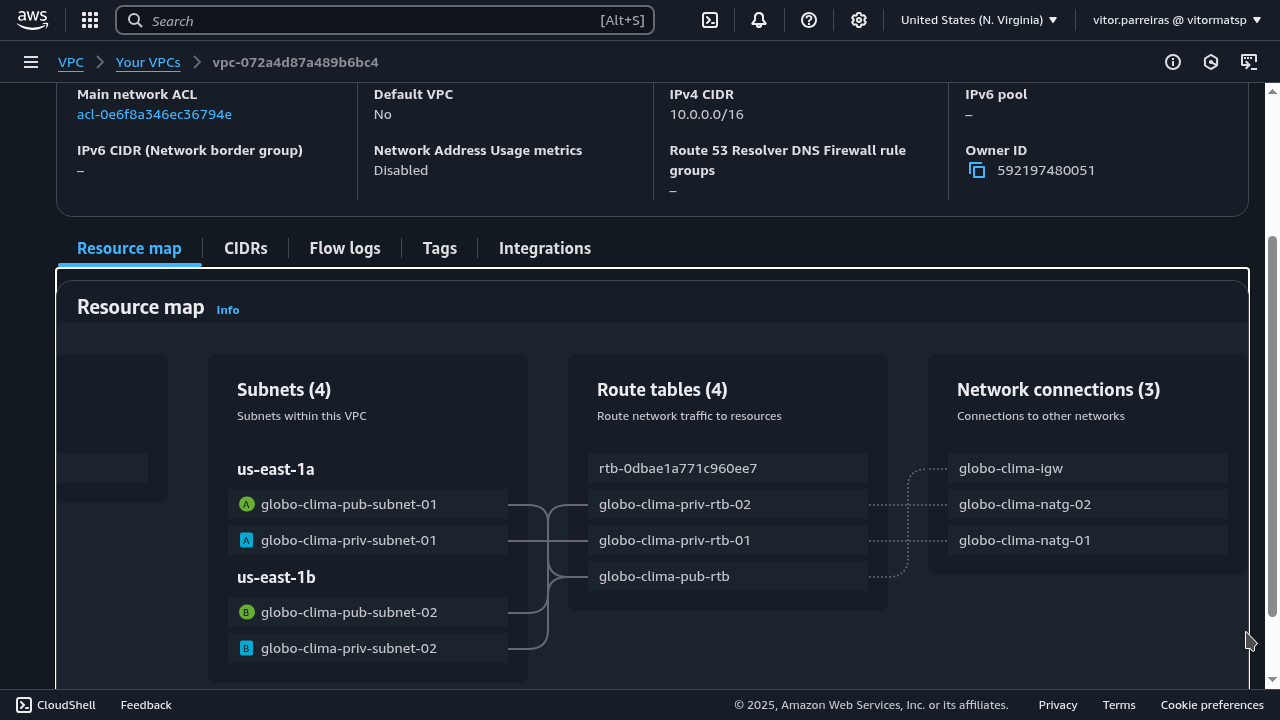 aws
Search
[Alt+S]
United States (N. Virginia)
vitor.parreiras @ vitormatsp
VPC
Your VPCs
vpc-072a4d87a489b6bc4
Main network ACL
acl-0e6f8a346ec36794e
Default VPC
No
IPv4 CIDR
10.0.0.0/16
IPv6 pool
–
IPv6 CIDR (Network border group)
–
Network Address Usage metrics
Disabled
Route 53 Resolver DNS Firewall rule
groups
–
Owner ID
592197480051
Resource map
CIDRs
Flow logs
Tags
Integrations
Resource map
Info
Subnets (4)
Subnets within this VPC
us-east-1a
A globo-clima-pub-subnet-01
A globo-clima-priv-subnet-01
us-east-1b
B globo-clima-pub-subnet-02
B globo-clima-priv-subnet-02
Route tables (4)
Route network traffic to resources
rtb-0dbae1a771c960ee7
globo-clima-priv-rtb-02
globo-clima-priv-rtb-01
globo-clima-pub-rtb
Network connections (3)
Connections to other networks
globo-clima-igw
globo-clima-natg-02
globo-clima-natg-01
CloudShell
Feedback
© 2025, Amazon Web Services, Inc. or its affiliates.
Privacy
Terms
Cookie preferences